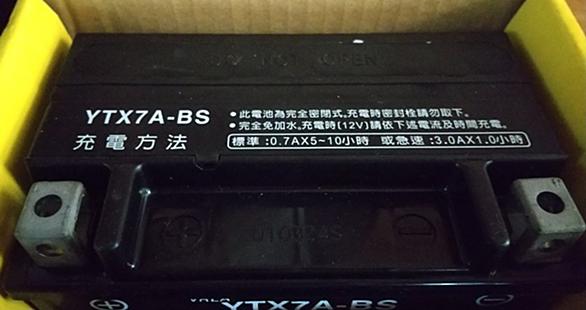 DO NOT OPEN
YTX7A-BS
充電方法
•此電池為完全密閉式,充電時密封栓請勿取下。
•完全免加水,充電時(12V)請依下述電流及時間充電。
標準:0.7AX5~10小時 或急速:3.0AX1.0小時
YTX7A-BS